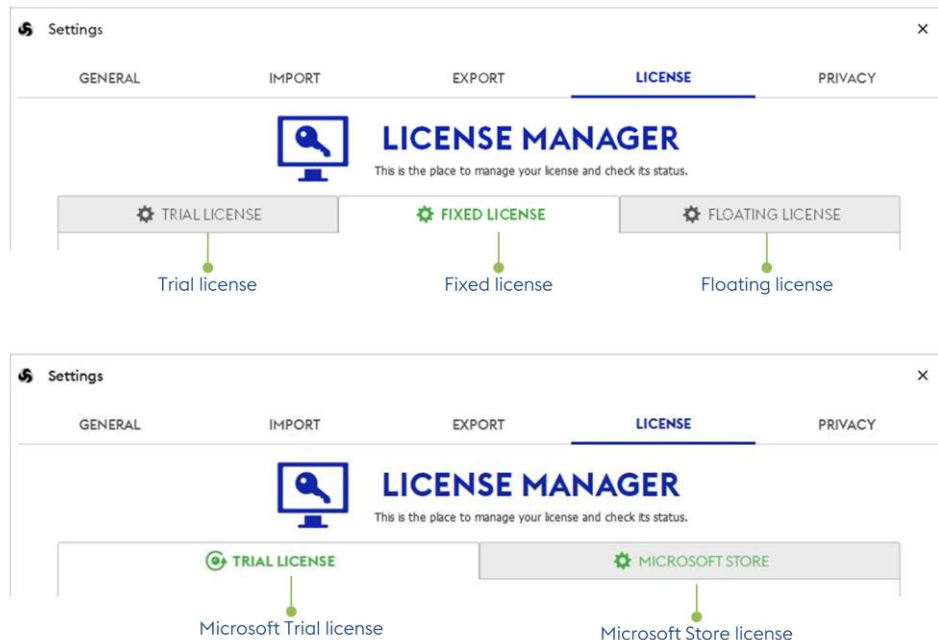 Settings ×
GENERAL IMPORT EXPORT LICENSE PRIVACY
LICENSE MANAGER
This is the place to manage your license and check its status.
TRIAL LICENSE FIXED LICENSE FLOATING LICENSE
Trial license Fixed license Floating license
Settings ×
GENERAL IMPORT EXPORT LICENSE PRIVACY
LICENSE MANAGER
This is the place to manage your license and check its status.
TRIAL LICENSE MICROSOFT STORE
Microsoft Trial license Microsoft Store license